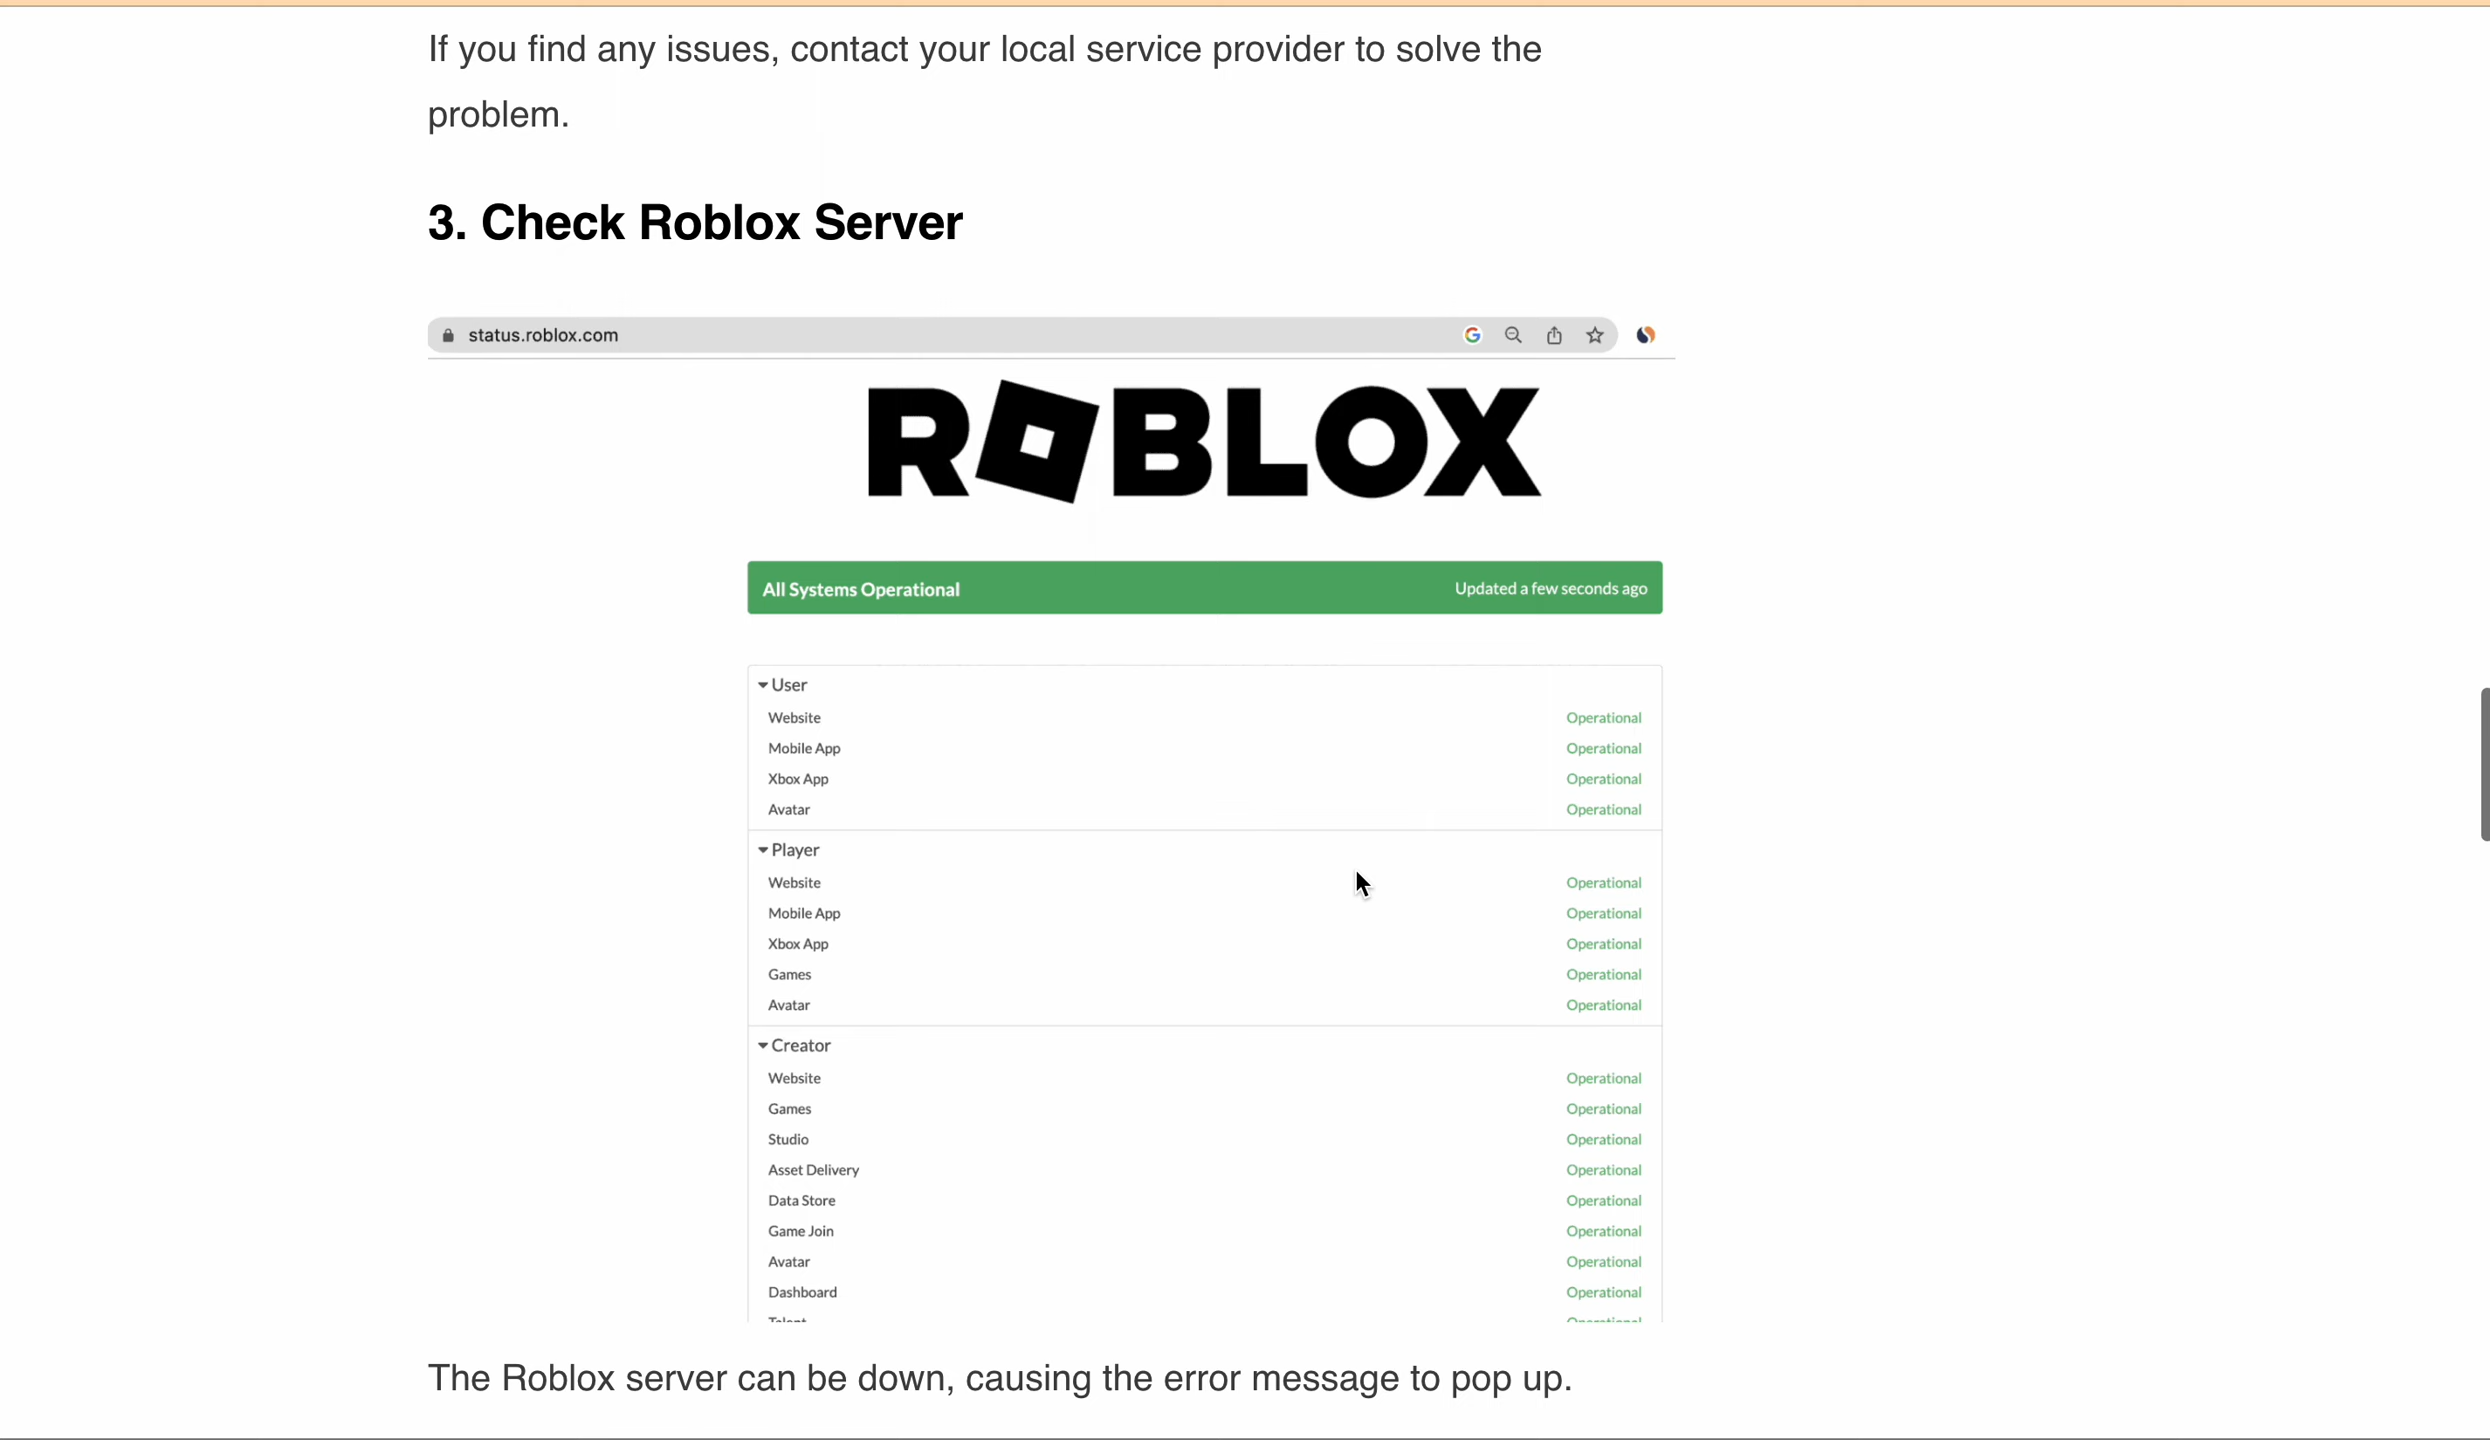 If you find any issues, contact your local service provider to solve the
problem.
3. Check Roblox Server
status.roblox.com
ROBLOX
All Systems Operational Updated a few seconds ago
User
Website Operational
Mobile App Operational
Xbox App Operational
Avatar Operational
Player
Website Operational
Mobile App Operational
Xbox App Operational
Games Operational
Avatar Operational
Creator
Website Operational
Games Operational
Studio Operational
Asset Delivery Operational
Data Store Operational
Game Join Operational
Avatar Operational
Dashboard Operational
Talent Operational
The Roblox server can be down, causing the error message to pop up.